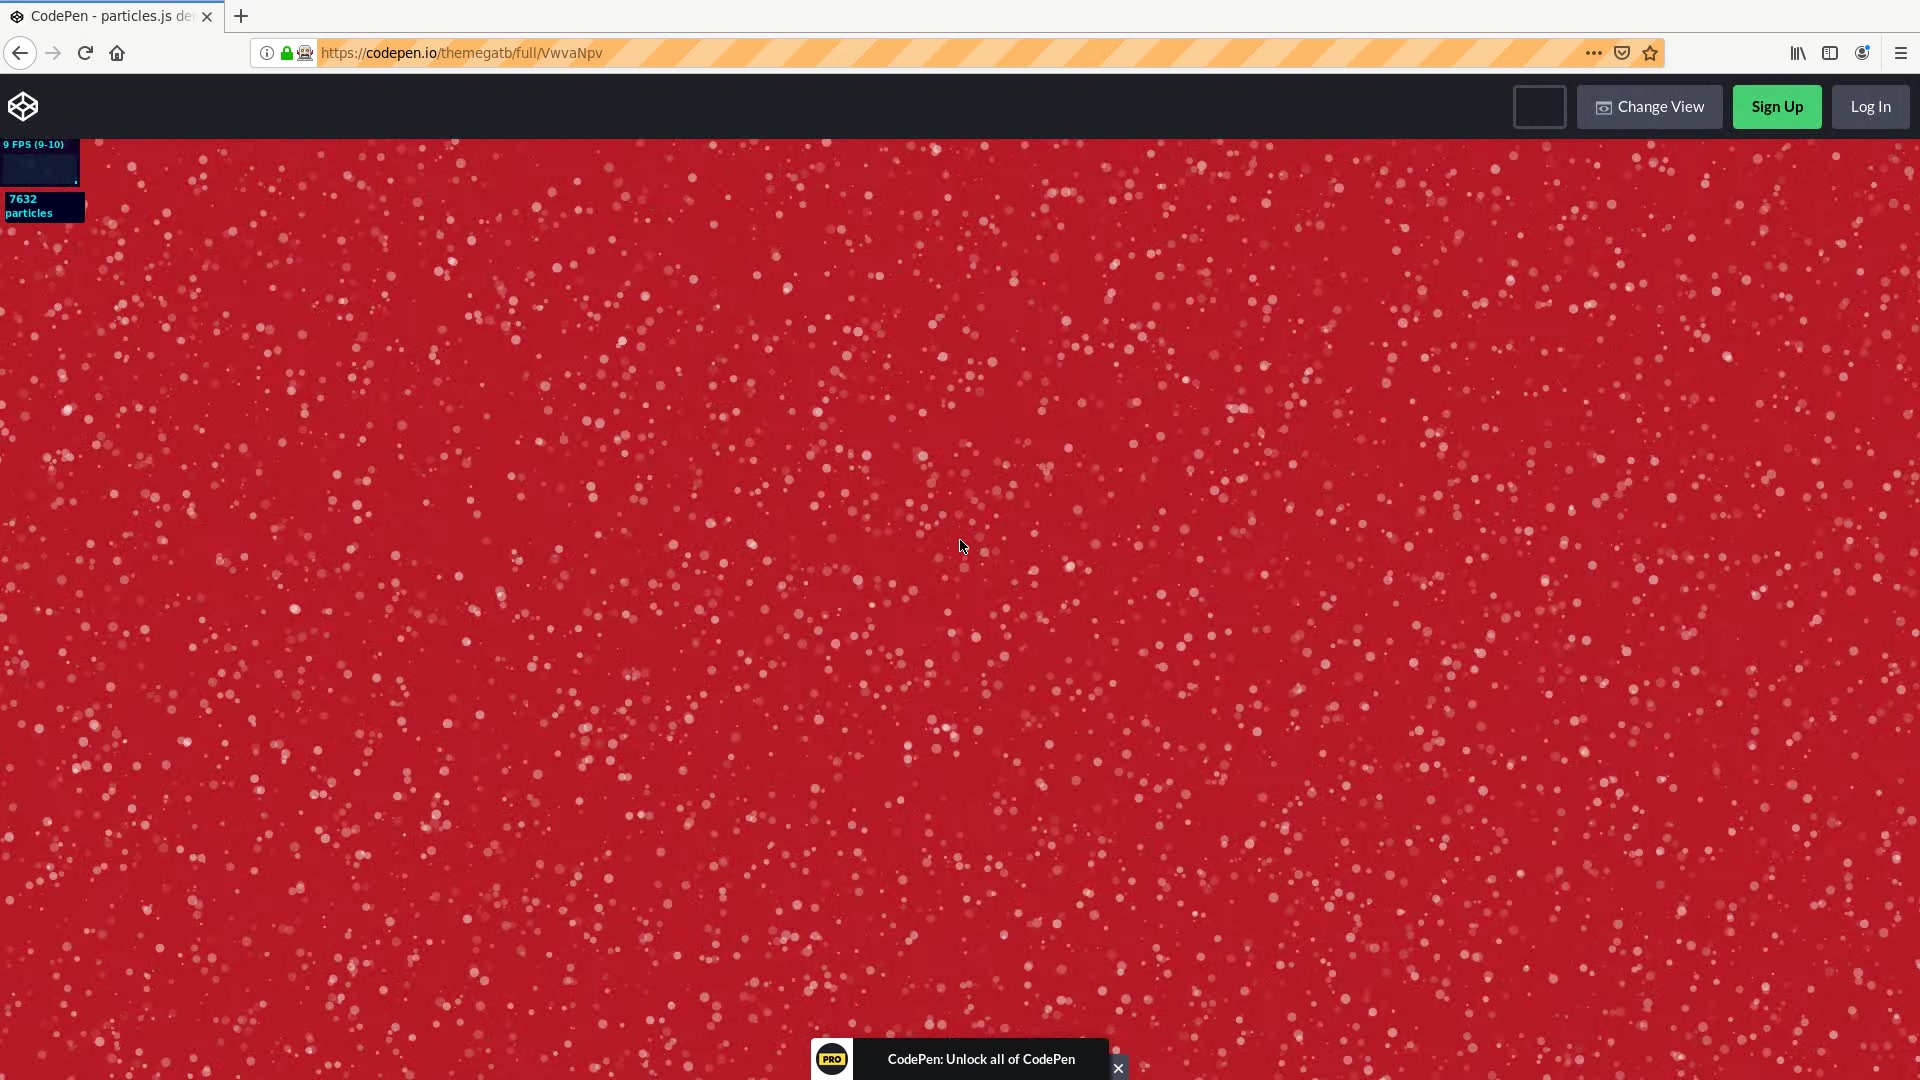 CodePen - particles.js de
https://codepen.io/themegatb/full/VwvaNpv
Change View
Sign Up
Log In
9 FPS (9-10)
7632
particles
PRO
CodePen: Unlock all of CodePen